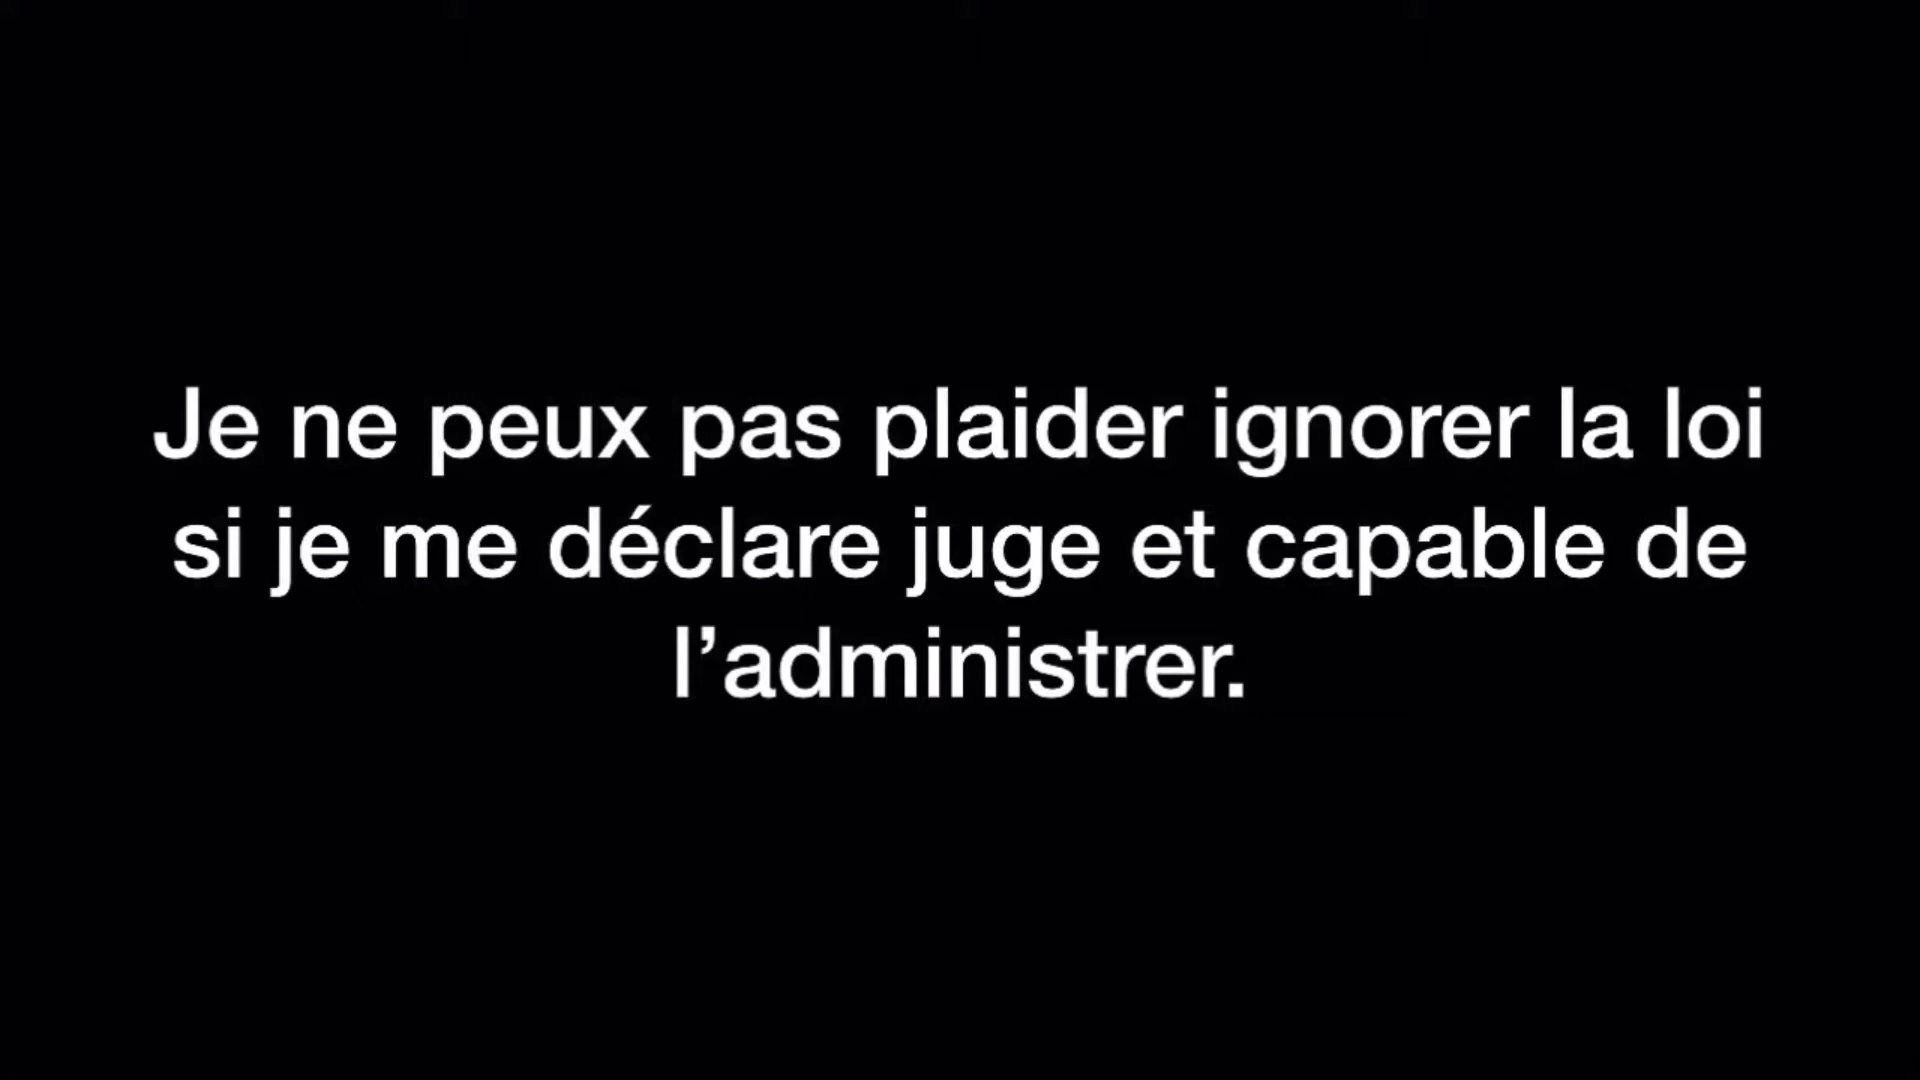 Je ne peux pas plaider ignorer la loi
si je me déclare juge et capable de
l’administrer.